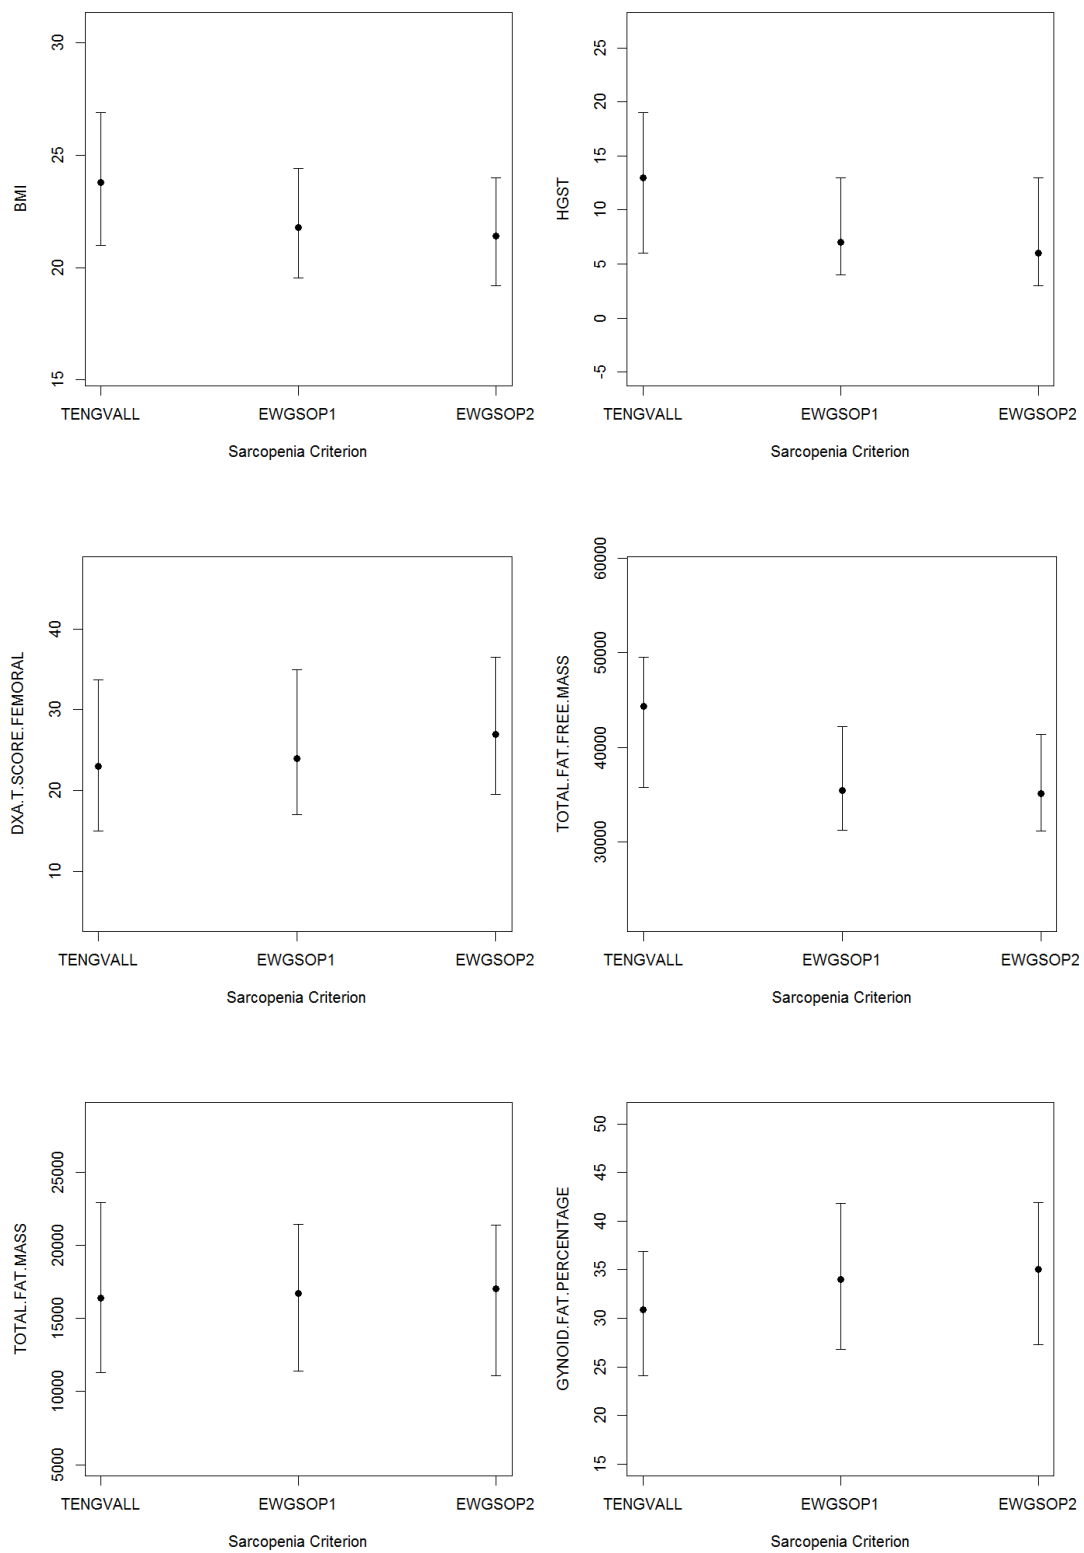 BMI
30
25
20
15
TENGVALL EWGSOP1 EWGSOP2
Sarcopenia Criterion
HGST
25
20
15
10
5
0
-5
TENGVALL EWGSOP1 EWGSOP2
Sarcopenia Criterion
DXA.T.SCORE.FEMORAL
40
30
20
10
TENGVALL EWGSOP1 EWGSOP2
Sarcopenia Criterion
TOTAL.FAT.FREE.MASS
60000
50000
40000
30000
TENGVALL EWGSOP1 EWGSOP2
Sarcopenia Criterion
TOTAL.FAT.MASS
25000
20000
15000
10000
5000
TENGVALL EWGSOP1 EWGSOP2
Sarcopenia Criterion
GYNOID.FAT.PERCENTAGE
50
45
40
35
30
25
20
15
TENGVALL EWGSOP1 EWGSOP2
Sarcopenia Criterion